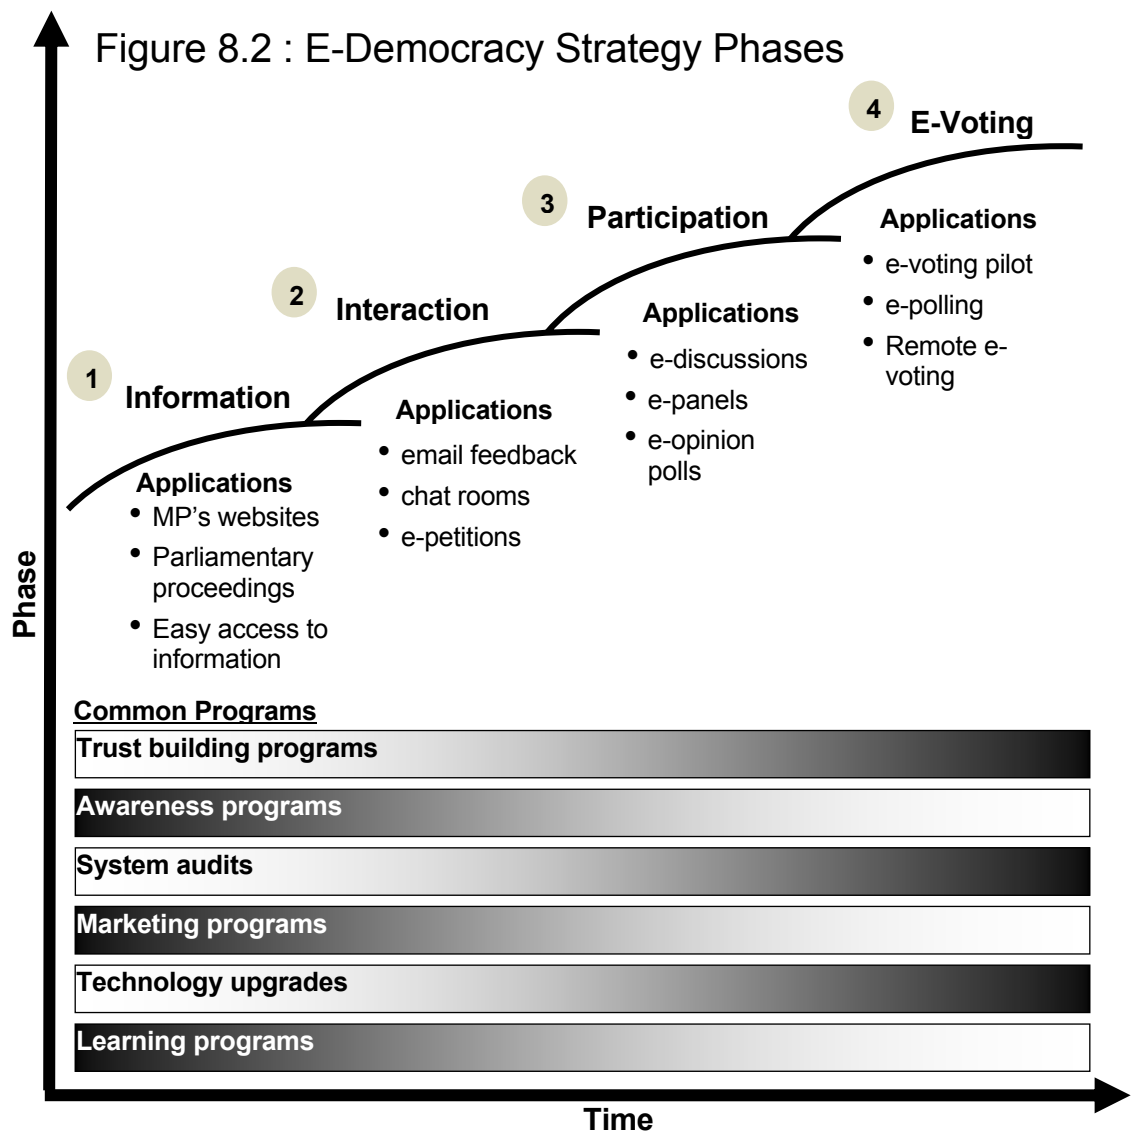 Figure 8.2 : E-Democracy Strategy Phases
4
E-Voting
3
Participation
Applications
• e-voting pilot
• e-polling
• Remote e-
voting
2
Interaction
Applications
• e-discussions
• e-panels
• e-opinion
polls
1
Information
Applications
• email feedback
• chat rooms
• e-petitions
Applications
• MP’s websites
• Parliamentary
proceedings
• Easy access to
information
Phase
Common Programs
Trust building programs
Awareness programs
System audits
Marketing programs
Technology upgrades
Learning programs
Time